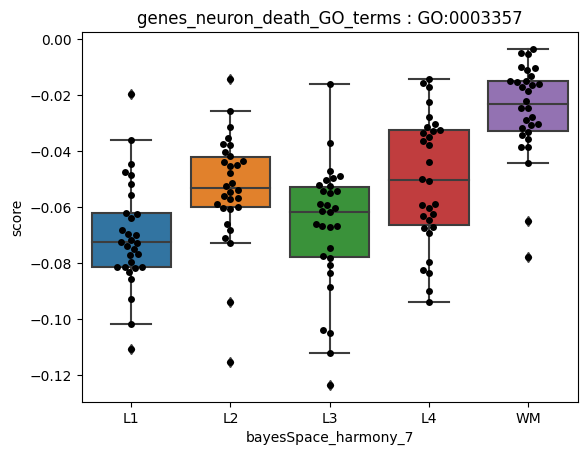 genes_neuron_death_GO_terms : GO:0003357
0.00
−0.02
−0.04
−0.06
−0.08
−0.10
−0.12
score
L1 L2 L3 L4 WM
bayesSpace_harmony_7